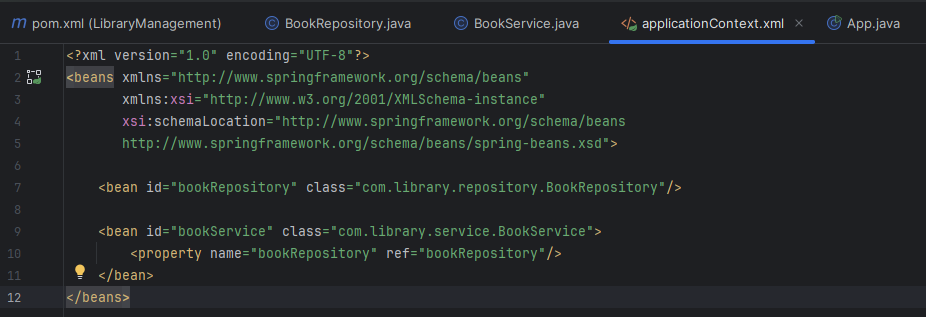 pom.xml (LibraryManagement) BookRepository.java BookService.java applicationContext.xml App.java
1 <?xml version="1.0" encoding="UTF-8"?>
2 <beans xmlns="http://www.springframework.org/schema/beans"
3 xmlns:xsi="http://www.w3.org/2001/XMLSchema-instance"
4 xsi:schemaLocation="http://www.springframework.org/schema/beans
5 http://www.springframework.org/schema/beans/spring-beans.xsd">
6
7 <bean id="bookRepository" class="com.library.repository.BookRepository"/>
8
9 <bean id="bookService" class="com.library.service.BookService">
10 <property name="bookRepository" ref="bookRepository"/>
11 </bean>
12 </beans>